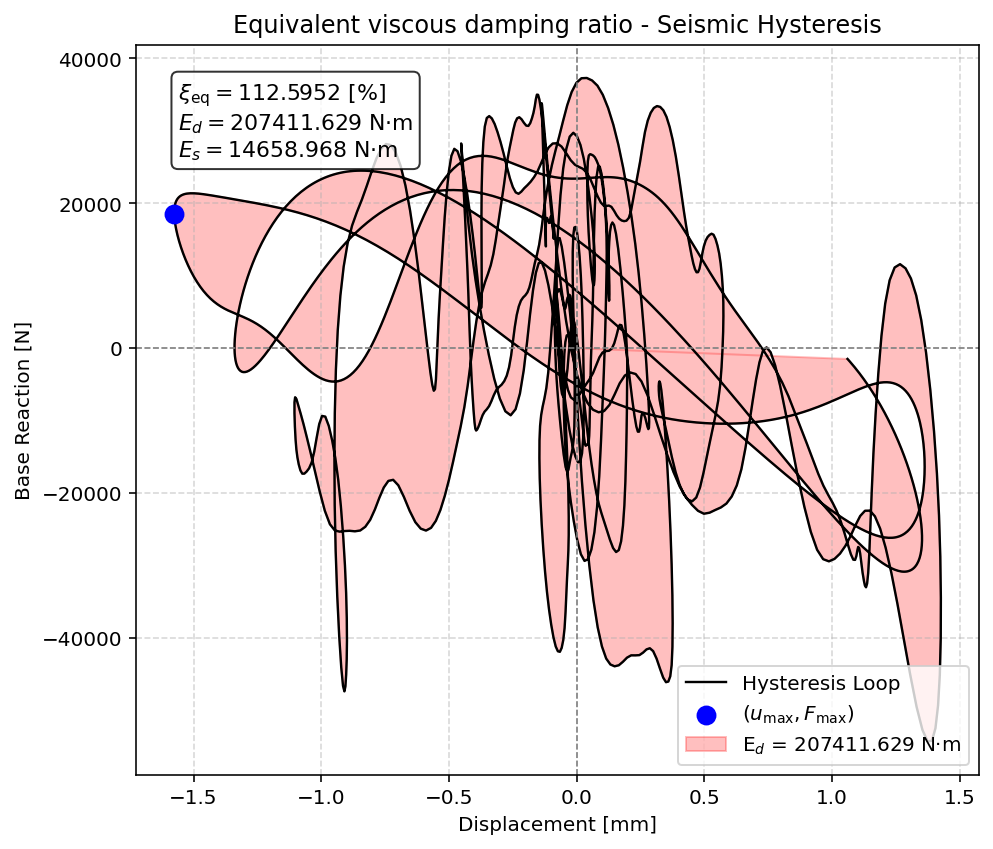 Equivalent viscous damping ratio - Seismic Hysteresis
ξeq = 112.5952 [%]
Ed = 207411.629 N·m
Es = 14658.968 N·m
40000
20000
0
−20000
−40000
Base Reaction [N]
Hysteresis Loop
(umax, Fmax)
Ed = 207411.629 N·m
−1.5
−1.0
−0.5
0.0
0.5
1.0
1.5
Displacement [mm]